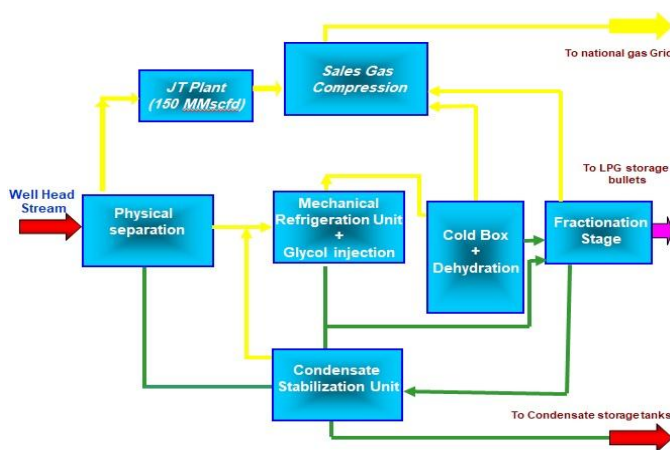 To national gas Grid
JT Plant
(150 MMscfd)
Sales Gas
Compression
Well Head
Stream
Physical
separation
Mechanical
Refrigeration Unit
+
Glycol injection
Cold Box
+
Dehydration
To LPG storage
bullets
Fractionation
Stage
Condensate
Stabilization Unit
To Condensate storage tanks